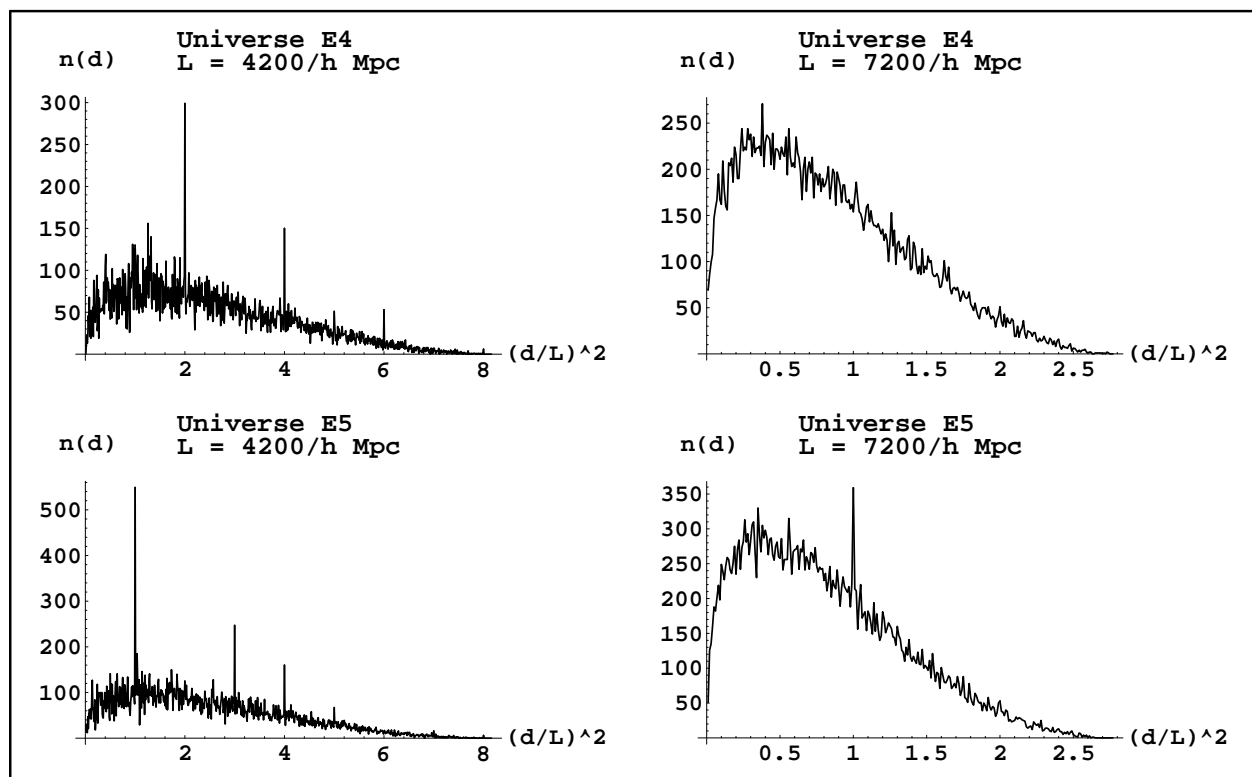 Universe E4
n(d) L = 4200/h Mpc
300
250
200
150
100
50
2 4 6 8 (d/L)^2
Universe E4
n(d) L = 7200/h Mpc
250
200
150
100
50
0.5 1 1.5 2 2.5 (d/L)^2
Universe E5
n(d) L = 4200/h Mpc
500
400
300
200
100
2 4 6 8 (d/L)^2
Universe E5
n(d) L = 7200/h Mpc
350
300
250
200
150
100
50
0.5 1 1.5 2 2.5 (d/L)^2